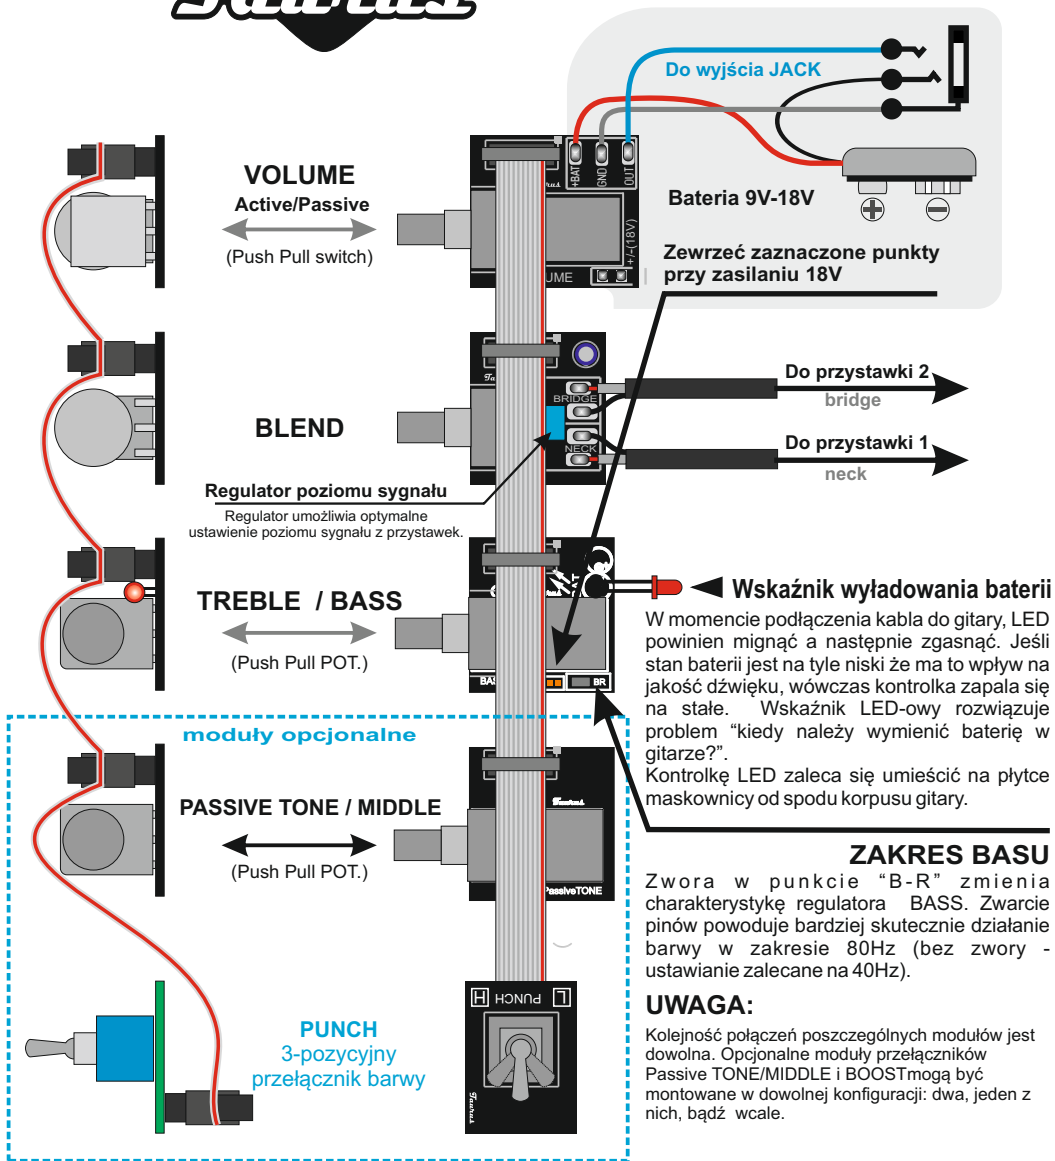 Taurus
Do wyjścia JACK
+BAT
GND
OUT
VOLUME
Active/Passive
(Push Pull switch)
Bateria 9V-18V
+/-(18V)
UME
Zewrzeć zaznaczone punkty
przy zasilaniu 18V
BRIDGE
NECK
Do przystawki 2
bridge
Do przystawki 1
neck
BLEND
Regulator poziomu sygnału
Regulator umożliwia optymalne
ustawienie poziomu sygnału z przystawek.
TREBLE / BASS
(Push Pull POT.)
BAS
BR
Wskaźnik wyładowania baterii
W momencie podłączenia kabla do gitary, LED
powinien mignąć a następnie zgasnąć. Jeśli
stan baterii jest na tyle niski że ma to wpływ na
jakość dźwięku, wówczas kontrolka zapala się
na stałe. Wskaźnik LED-owy rozwiązuje
problem “kiedy należy wymienić baterię w
gitarze?”.
Kontrolkę LED zaleca się umieścić na płytce
maskownicy od spodu korpusu gitary.
moduły opcjonalne
PASSIVE TONE / MIDDLE
(Push Pull POT.)
Taurus
PassiveTONE
ZAKRES BASU
Zwora w punkcie “B-R” zmienia
charakterystykę regulatora BASS. Zwarcie
pinów powoduje bardziej skutecznie działanie
barwy w zakresie 80Hz (bez zwory -
ustawianie zalecane na 40Hz).
H PUNCH L
Taurus
PUNCH
3-pozycyjny
przełącznik barwy
UWAGA:
Kolejność połączeń poszczególnych modułów jest
dowolna. Opcjonalne moduły przełączników
Passive TONE/MIDDLE i BOOSTmogą być
montowane w dowolnej konfiguracji: dwa, jeden z
nich, bądź wcale.